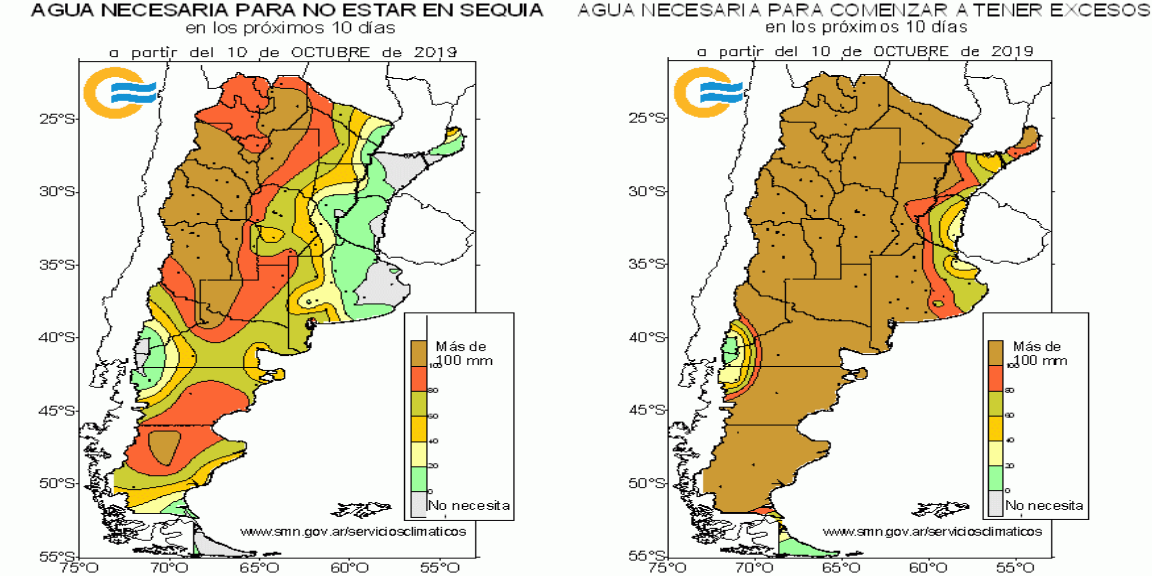 AGUA NECESARIA PARA NO ESTAR EN SEQUIA
en los próximos 10 días
a partir del 10 de OCTUBRE de 2019
25°S
30°S
35°S
40°S
45°S
50°S
55°S
75°O
70°O
65°O
60°O
55°O
Más de
100 mm
100
80
60
40
20
0
No necesita
www.smn.gov.ar/serviciosclimaticos
AGUA NECESARIA PARA COMENZAR A TENER EXCESOS
en los próximos 10 días
a partir del 10 de OCTUBRE de 2019
25°S
30°S
35°S
40°S
45°S
50°S
55°S
75°O
70°O
65°O
60°O
55°O
Más de
100 mm
100
80
60
40
20
0
No necesita
www.smn.gov.ar/serviciosclimaticos